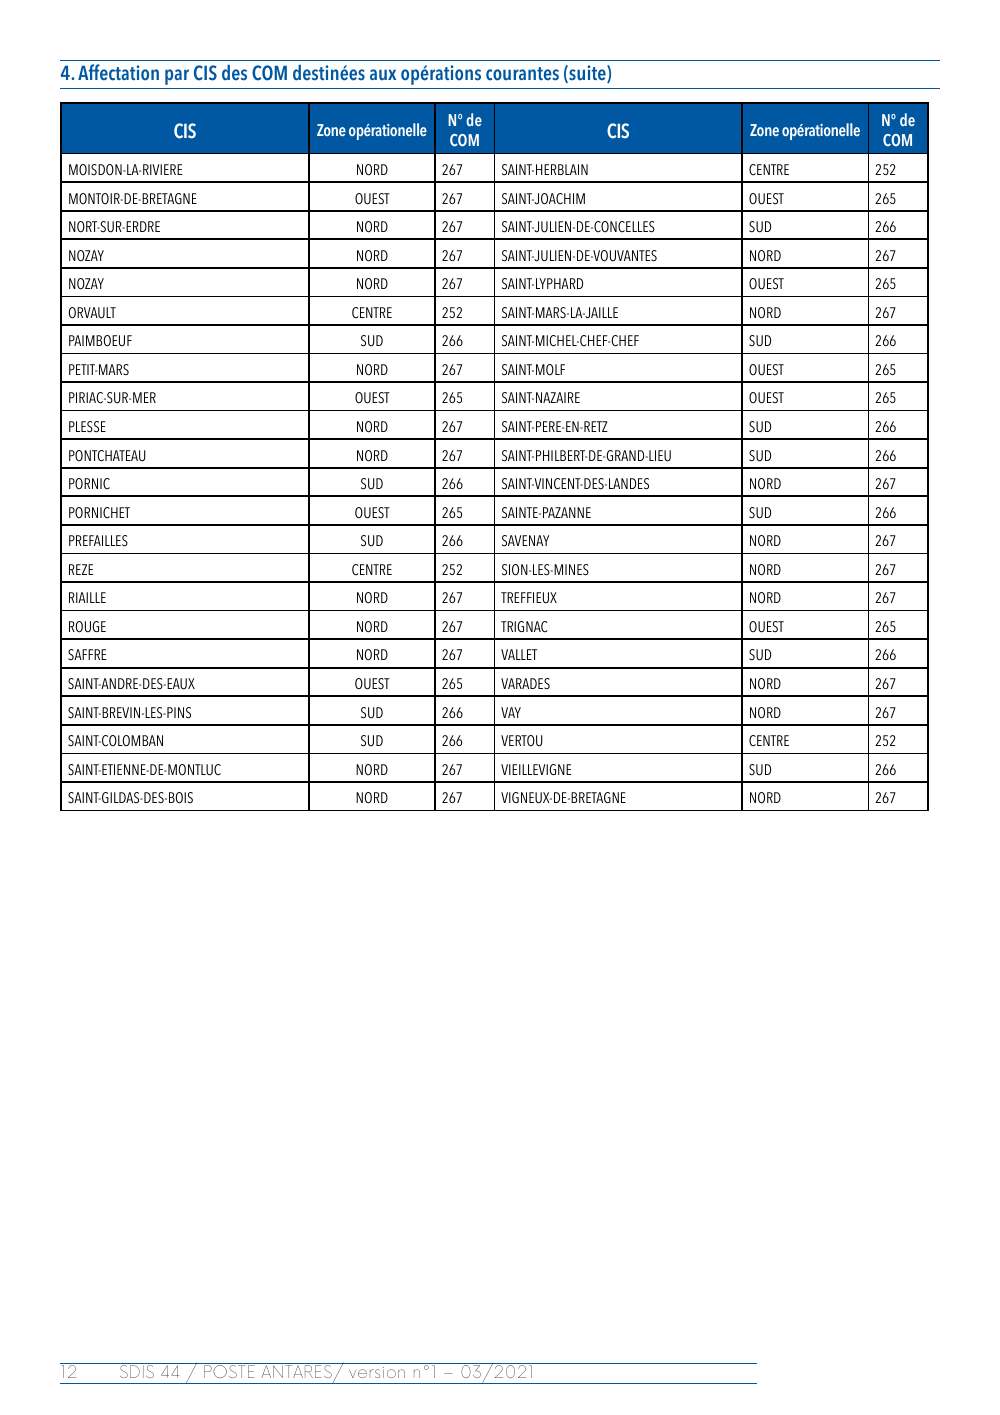 4. Affectation par CIS des COM destinées aux opérations courantes (suite)
CIS Zone opérationelle N° de COM CIS Zone opérationelle N° de COM
MOISDON-LA-RIVIERE NORD 267 SAINT-HERBLAIN CENTRE 252
MONTOIR-DE-BRETAGNE OUEST 267 SAINT-JOACHIM OUEST 265
NORT-SUR-ERDRE NORD 267 SAINT-JULIEN-DE-CONCELLES SUD 266
NOZAY NORD 267 SAINT-JULIEN-DE-VOUVANTES NORD 267
NOZAY NORD 267 SAINT-LYPHARD OUEST 265
ORVAULT CENTRE 252 SAINT-MARS-LA-JAILLE NORD 267
PAIMBOEUF SUD 266 SAINT-MICHEL-CHEF-CHEF SUD 266
PETIT-MARS NORD 267 SAINT-MOLF OUEST 265
PIRIAC-SUR-MER OUEST 265 SAINT-NAZAIRE OUEST 265
PLESSE NORD 267 SAINT-PERE-EN-RETZ SUD 266
PONTCHATEAU NORD 267 SAINT-PHILBERT-DE-GRAND-LIEU SUD 266
PORNIC SUD 266 SAINT-VINCENT-DES-LANDES NORD 267
PORNICHET OUEST 265 SAINTE-PAZANNE SUD 266
PREFAILLES SUD 266 SAVENAY NORD 267
REZE CENTRE 252 SION-LES-MINES NORD 267
RIAILLE NORD 267 TREFFIEUX NORD 267
ROUGE NORD 267 TRIGNAC OUEST 265
SAFFRE NORD 267 VALLET SUD 266
SAINT-ANDRE-DES-EAUX OUEST 265 VARADES NORD 267
SAINT-BREVIN-LES-PINS SUD 266 VAY NORD 267
SAINT-COLOMBAN SUD 266 VERTOU CENTRE 252
SAINT-ETIENNE-DE-MONTLUC NORD 267 VIEILLEVIGNE SUD 266
SAINT-GILDAS-DES-BOIS NORD 267 VIGNEUX-DE-BRETAGNE NORD 267
12 SDIS 44 / POSTE ANTARES/ version n°1 – 03/2021